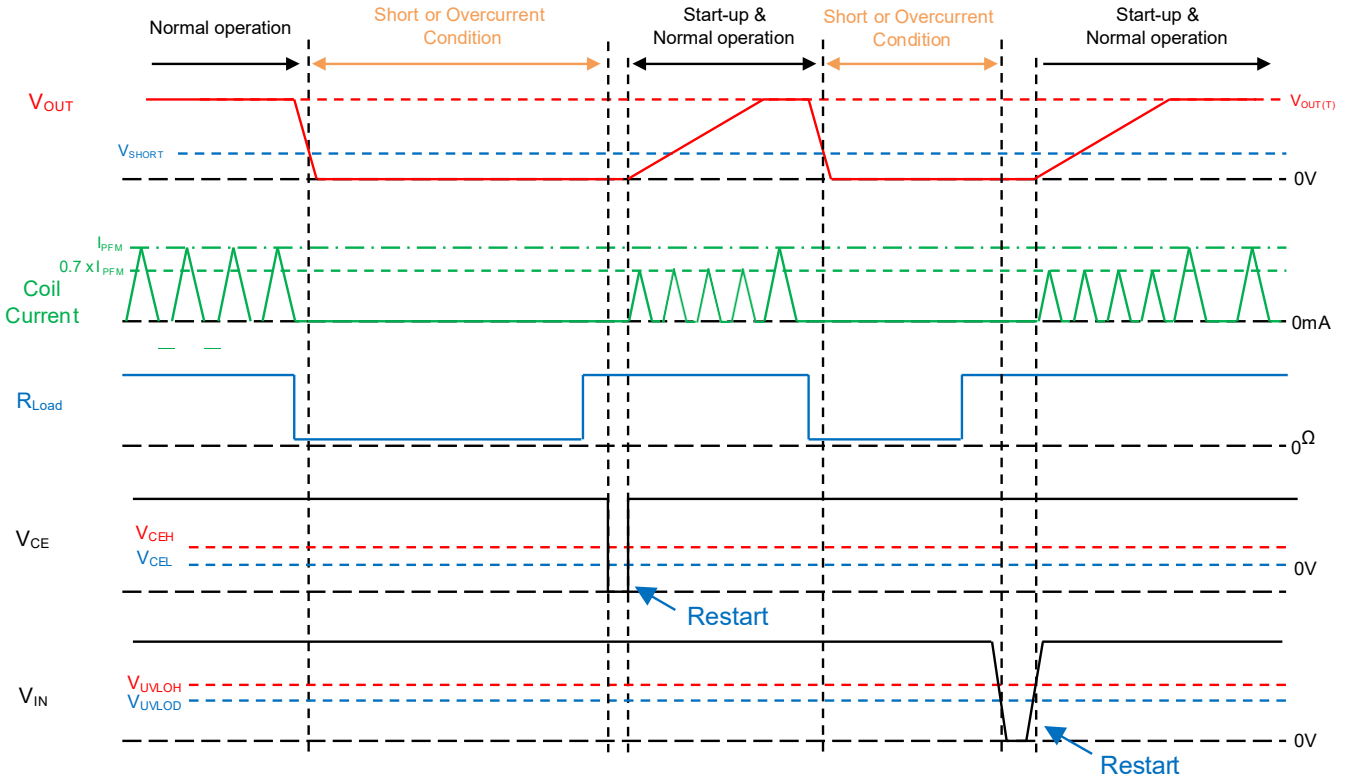 Normal operation
Short or Overcurrent
Condition
Start-up &
Normal operation
Short or Overcurrent
Condition
Start-up &
Normal operation
VOUT
VOUT(T)
VSHORT
0V
IPFM
0.7 x IPFM
Coil
Current
0mA
RLoad
0Ω
VCE
VCEH
VCEL
0V
Restart
VIN
VUVLOH
VUVLOD
0V
Restart